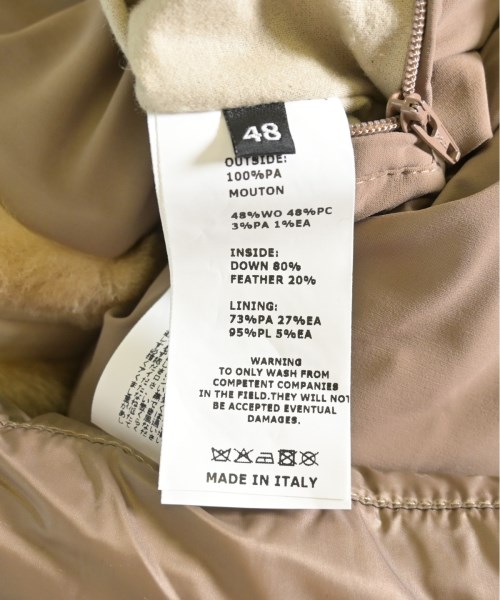 48
OUTSIDE:
100%PA
MOUTON
48%WO 48%PC
3%PA 1%EA
INSIDE:
DOWN 80%
FEATHER 20%
LINING:
73%PA 27%EA
95%PL 5%EA
WARNING
TO ONLY WASH FROM
COMPETENT COMPANIES
IN THE FIELD.THEY WILL NOT
BE ACCEPTED EVENTUAL
DAMAGES.
MADE IN ITALY